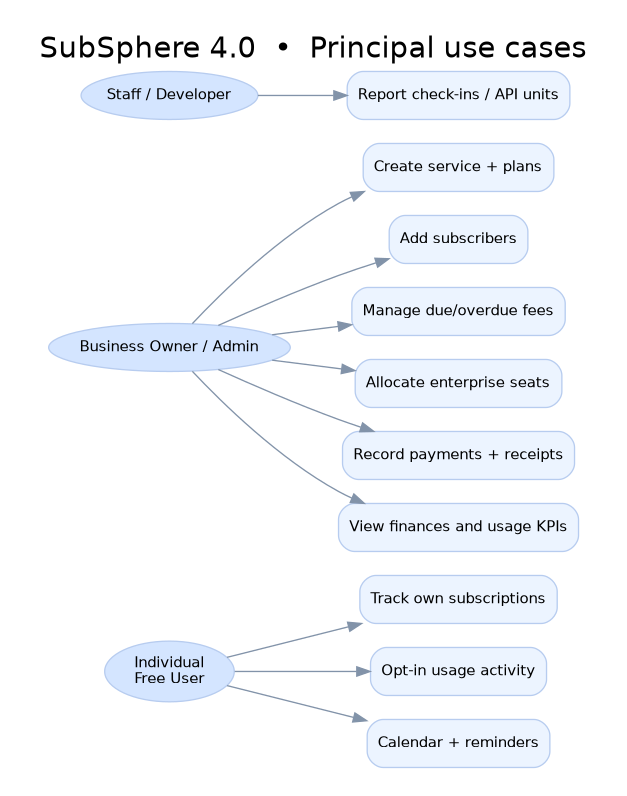 SubSphere 4.0 • Principal use cases
Staff / Developer
Report check-ins / API units
Create service + plans
Add subscribers
Manage due/overdue fees
Business Owner / Admin
Allocate enterprise seats
Record payments + receipts
View finances and usage KPIs
Track own subscriptions
Individual
Free User
Opt-in usage activity
Calendar + reminders